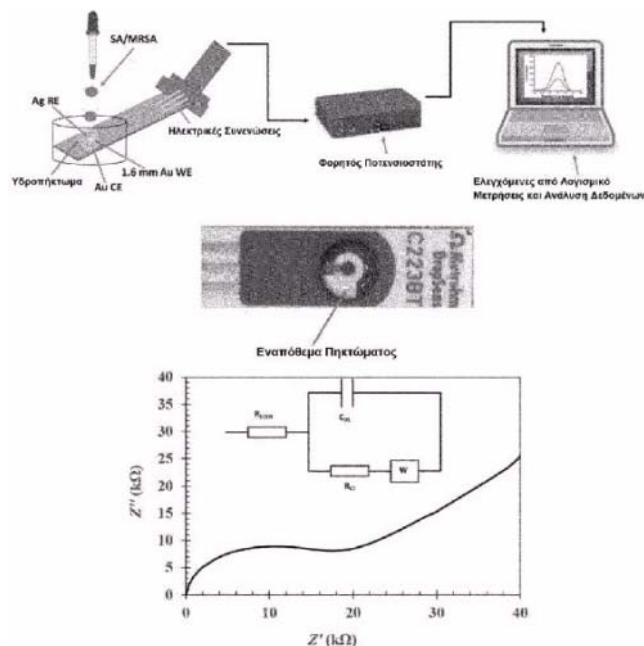 SA/MRSA
Ag RE
Ηλεκτρικές Συνενώσεις
1.6 mm Au WE
Υδροπήκτωμα
Au CE
Φορητός Ποτενσιοστάτης
Ελεγχόμενες από Λογισμικό
Μετρήσεις και Ανάλυση Δεδομένων
Metrohm
DropSens
C223BT
Εναπόθεμα Πηκτώματος
40
35
30
25
20
15
10
5
0
Z'' (kΩ)
W
0
10
20
30
40
Z' (kΩ)